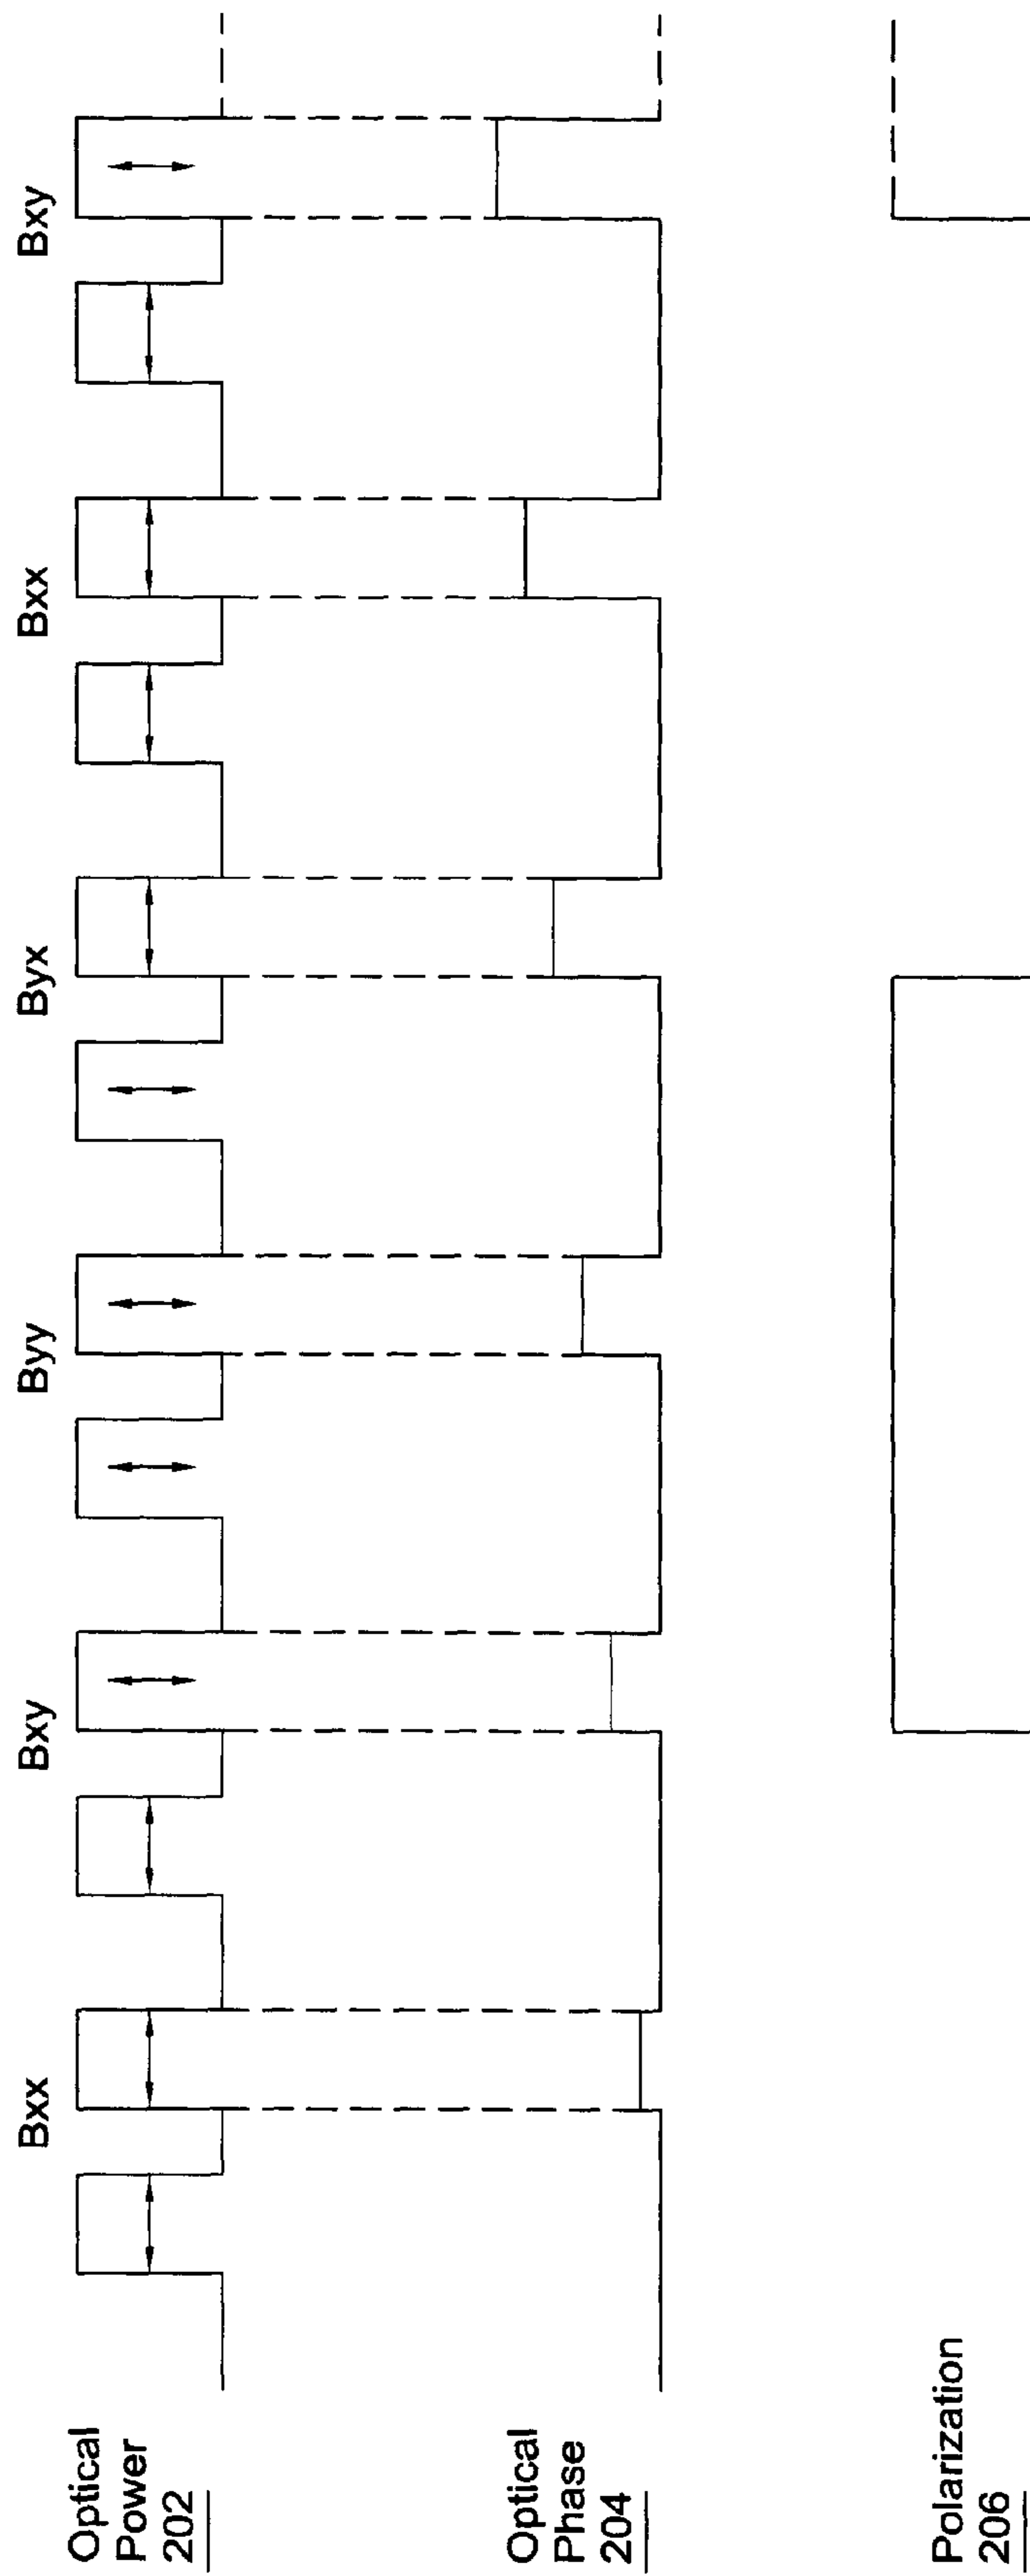 Bxx
Bxy
Byy
Byx
Bxx
Bxy
Optical
Power
202
Optical
Phase
204
Polarization
206